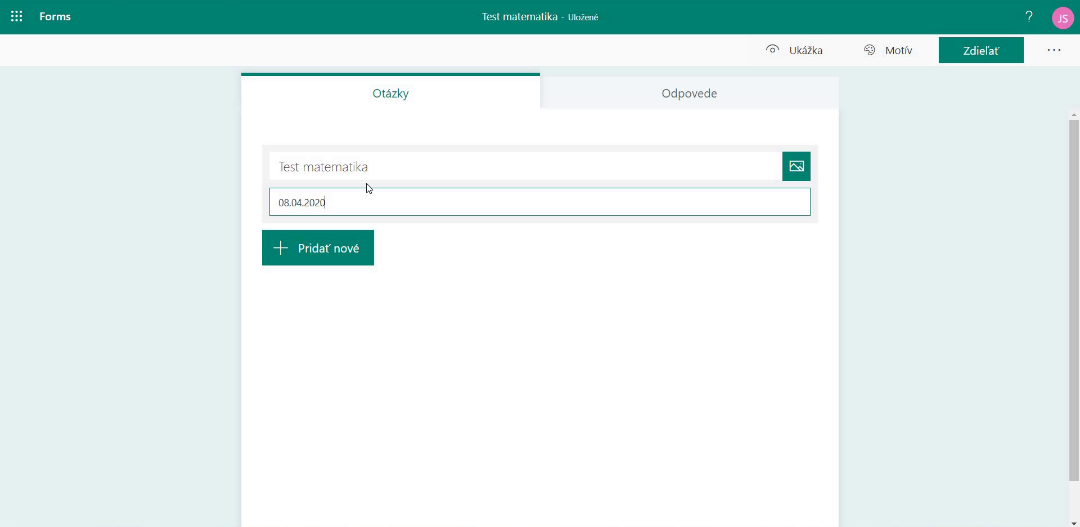 Forms
Test matematika - Uložené
?
JS
Ukážka
Motív
Zdieľať
...
Otázky
Odpovede
Test matematika
08.04.2020
Pridať nové